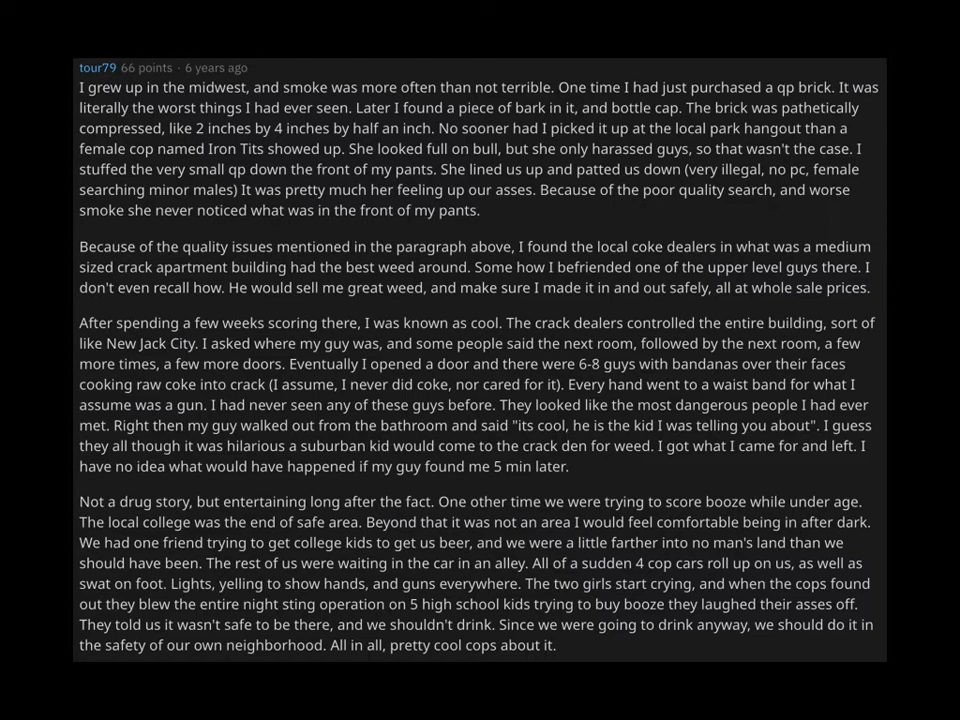 tour79 66 points · 6 years ago
I grew up in the midwest, and smoke was more often than not terrible. One time I had just purchased a qp brick. It was
literally the worst things I had ever seen. Later I found a piece of bark in it, and bottle cap. The brick was pathetically
compressed, like 2 inches by 4 inches by half an inch. No sooner had I picked it up at the local park hangout than a
female cop named Iron Tits showed up. She looked full on bull, but she only harassed guys, so that wasn't the case. I
stuffed the very small qp down the front of my pants. She lined us up and patted us down (very illegal, no pc, female
searching minor males) It was pretty much her feeling up our asses. Because of the poor quality search, and worse
smoke she never noticed what was in the front of my pants.
Because of the quality issues mentioned in the paragraph above, I found the local coke dealers in what was a medium
sized crack apartment building had the best weed around. Some how I befriended one of the upper level guys there. I
don't even recall how. He would sell me great weed, and make sure I made it in and out safely, all at whole sale prices.
After spending a few weeks scoring there, I was known as cool. The crack dealers controlled the entire building, sort of
like New Jack City. I asked where my guy was, and some people said the next room, followed by the next room, a few
more times, a few more doors. Eventually I opened a door and there were 6-8 guys with bandanas over their faces
cooking raw coke into crack (I assume, I never did coke, nor cared for it). Every hand went to a waist band for what I
assume was a gun. I had never seen any of these guys before. They looked like the most dangerous people I had ever
met. Right then my guy walked out from the bathroom and said "its cool, he is the kid I was telling you about". I guess
they all though it was hilarious a suburban kid would come to the crack den for weed. I got what I came for and left. I
have no idea what would have happened if my guy found me 5 min later.
Not a drug story, but entertaining long after the fact. One other time we were trying to score booze while under age.
The local college was the end of safe area. Beyond that it was not an area I would feel comfortable being in after dark.
We had one friend trying to get college kids to get us beer, and we were a little farther into no man's land than we
should have been. The rest of us were waiting in the car in an alley. All of a sudden 4 cop cars roll up on us, as well as
swat on foot. Lights, yelling to show hands, and guns everywhere. The two girls start crying, and when the cops found
out they blew the entire night sting operation on 5 high school kids trying to buy booze they laughed their asses off.
They told us it wasn't safe to be there, and we shouldn't drink. Since we were going to drink anyway, we should do it in
the safety of our own neighborhood. All in all, pretty cool cops about it.